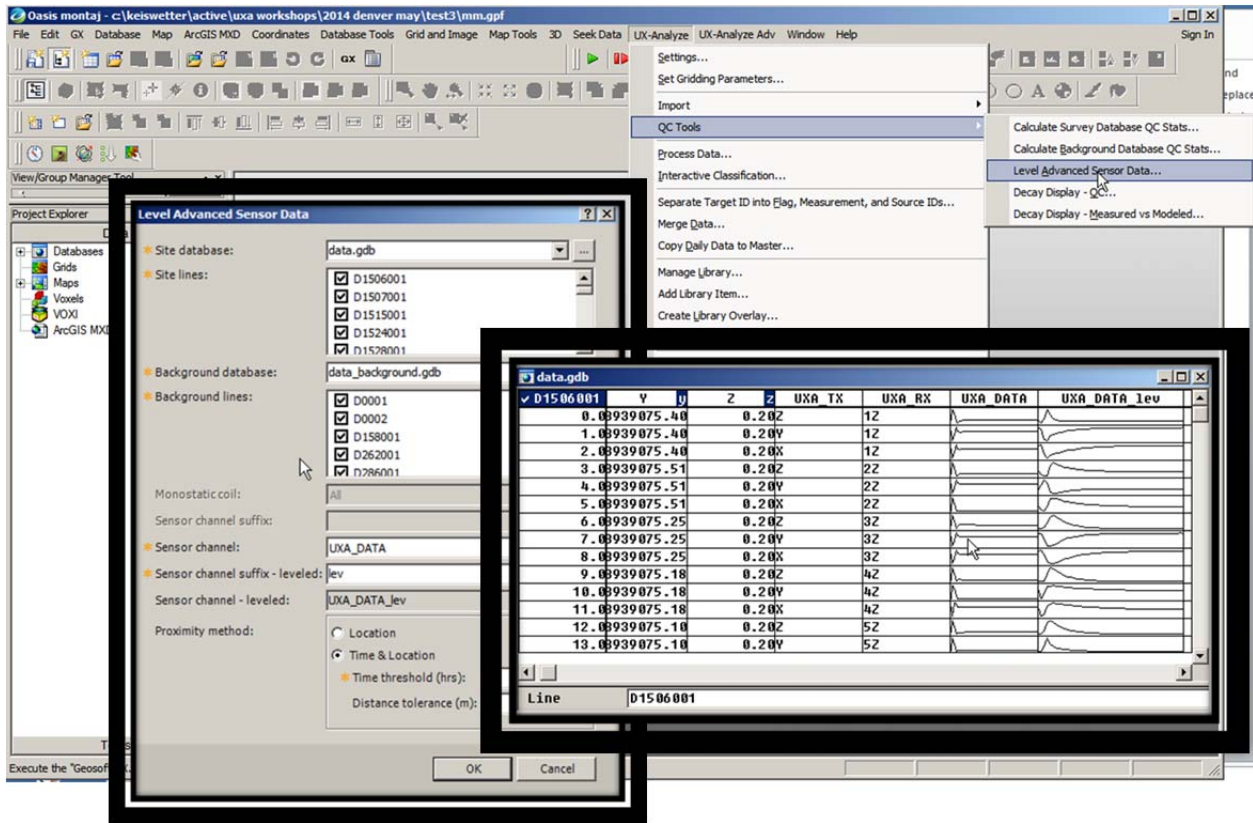 Oasis montaj - c:\keiswetter\active\uxa workshops\2014 denver may\test3\mm.gpf
File Edit GX Database Map ArcGIS MXD Coordinates Database Tools Grid and Image Map Tools 3D Seek Data UX-Analyze UX-Analyze Adv Window Help Sign In
GX
Settings...
Set Gridding Parameters...
Import
QC Tools
Process Data...
Interactive Classification...
Separate Target ID into Flag, Measurement, and Source IDs...
Merge Data...
Copy Daily Data to Master...
Manage Library...
Add Library Item...
Create Library Overlay...
Calculate Survey Database QC Stats...
Calculate Background Database QC Stats...
Level Advanced Sensor Data...
Decay Display - QC...
Decay Display - Measured vs Modeled...
View/Group Manager Tool
Project Explorer
Databases
Grids
Maps
Voxels
VOXI
ArcGIS
Level Advanced Sensor Data
Site database: data.gdb
Site lines:
D1506001
D1507001
D1515001
D1524001
D1528001
Background database: data_background.gdb
Background lines:
D0001
D0002
D158001
D262001
D286001
Monostatic coil: All
Sensor channel suffix:
Sensor channel: UXA_DATA
Sensor channel suffix - leveled: lev
Sensor channel - leveled: UXA_DATA_lev
Proximity method:
Location
Time & Location
Time threshold (hrs):
Distance tolerance (m):
OK Cancel
data.gdb
D1506001 Y y Z z UXA_TX UXA_RX UXA_DATA UXA_DATA_lev
0.0 3939075.40 0.20 Z 1Z
1.0 3939075.40 0.20 Y 1Z
2.0 3939075.40 0.20 X 1Z
3.0 3939075.51 0.20 Z 2Z
4.0 3939075.51 0.20 Y 2Z
5.0 3939075.51 0.20 X 2Z
6.0 3939075.25 0.20 Z 3Z
7.0 3939075.25 0.20 Y 3Z
8.0 3939075.25 0.20 X 3Z
9.0 3939075.18 0.20 Z 4Z
10.0 3939075.18 0.20 Y 4Z
11.0 3939075.18 0.20 X 4Z
12.0 3939075.10 0.20 Z 5Z
13.0 3939075.10 0.20 Y 5Z
Line D1506001
Execute the "Geosof